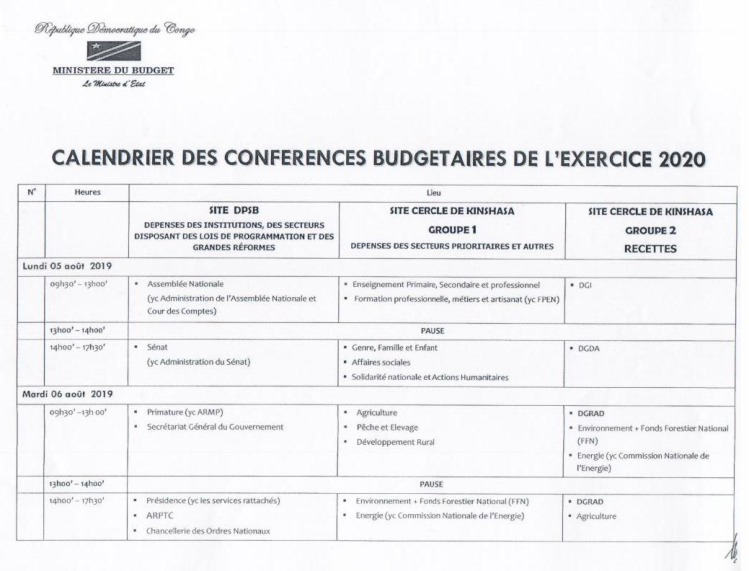 République Démocratique du Congo
MINISTERE DU BUDGET
Le Ministre d'Etat
CALENDRIER DES CONFERENCES BUDGETAIRES DE L'EXERCICE 2020
N° Heures Lieu
SITE DPSB
DEPENSES DES INSTITUTIONS, DES SECTEURS
DISPOSANT DES LOIS DE PROGRAMMATION ET DES
GRANDES RÉFORMES
SITE CERCLE DE KINSHASA
GROUPE 1
DEPENSES DES SECTEURS PRIORITAIRES ET AUTRES
SITE CERCLE DE KINSHASA
GROUPE 2
RECETTES
Lundi 05 août 2019
09h30' – 13h00'
• Assemblée Nationale
(yc Administration de l'Assemblée Nationale et
Cour des Comptes)
• Enseignement Primaire, Secondaire et professionnel
• Formation professionnelle, métiers et artisanat (yc FPEN)
• DGI
13h00' – 14h00' PAUSE
14h00' – 17h30'
• Sénat
(yc Administration du Sénat)
• Genre, Famille et Enfant
• Affaires sociales
• Solidarité nationale et Actions Humanitaires
• DGDA
Mardi 06 août 2019
09h30' –13h 00'
• Primature (yc ARMP)
• Secrétariat Général du Gouvernement
• Agriculture
• Pêche et Elevage
• Développement Rural
• DGRAD
• Environnement + Fonds Forestier National
(FFN)
• Energie (yc Commission Nationale de
l'Energie)
13h00' – 14h00' PAUSE
14h00' – 17h30'
• Présidence (yc les services rattachés)
• ARPTC
• Chancellerie des Ordres Nationaux
• Environnement + Fonds Forestier National (FFN)
• Energie (yc Commission Nationale de l'Energie)
• DGRAD
• Agriculture